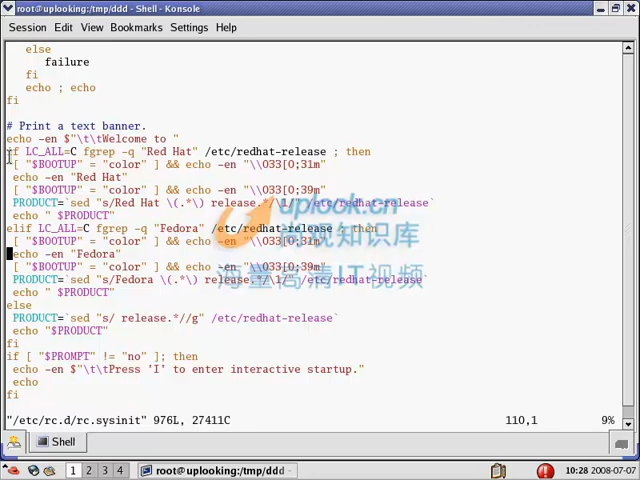 root@uplooking:/tmp/ddd - Shell - Konsole
Session Edit View Bookmarks Settings Help
else
failure
fi
echo ; echo
fi
# Print a text banner.
echo -en $"\t\tWelcome to "
if LC_ALL=C fgrep -q "Red Hat" /etc/redhat-release ; then
[ "$BOOTUP" = "color" ] && echo -en "\\033[0;31m"
echo -en "Red Hat"
[ "$BOOTUP" = "color" ] && echo -en "\\033[0;39m"
PRODUCT=`sed "s/Red Hat \(.*\) release.*/\1/" /etc/redhat-release`
echo " $PRODUCT"
elif LC_ALL=C fgrep -q "Fedora" /etc/redhat-release ; then
[ "$BOOTUP" = "color" ] && echo -en "\\033[0;31m"
echo -en "Fedora"
[ "$BOOTUP" = "color" ] && echo -en "\\033[0;39m"
PRODUCT=`sed "s/Fedora \(.*\) release.*/\1/" /etc/redhat-release`
echo " $PRODUCT"
else
PRODUCT=`sed "s/ release.*//g" /etc/redhat-release`
echo "$PRODUCT"
fi
if [ "$PROMPT" != "no" ]; then
echo -en $"\t\tPress 'I' to enter interactive startup."
echo
fi
"/etc/rc.d/rc.sysinit" 976L, 27411C 110,1 9%
uplook.cn
尚观知识库
海量高清IT视频
Shell
1 2 3 4 root@uplooking:/tmp/ddd - 10:28 2008-07-07